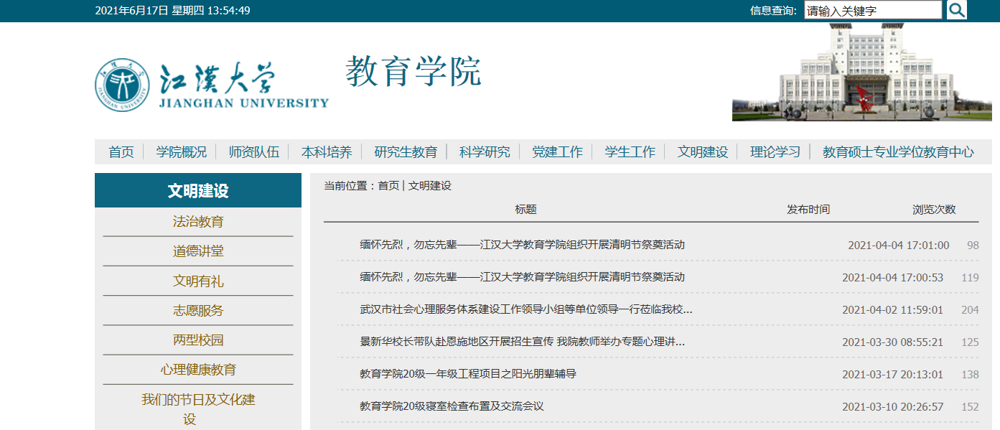 2021年6月17日 星期四 13:54:49 信息查询: 请输入关键字
江汉大学
JIANGHAN UNIVERSITY
教育学院
首页 学院概况 师资队伍 本科培养 研究生教育 科学研究 党建工作 学生工作 文明建设 理论学习 教育硕士专业学位教育中心
文明建设
法治教育
道德讲堂
文明有礼
志愿服务
两型校园
心理健康教育
我们的节日及文化建
设
当前位置：首页 | 文明建设
标题 发布时间 浏览次数
缅怀先烈，勿忘先辈——江汉大学教育学院组织开展清明节祭奠活动 2021-04-04 17:01:00 98
缅怀先烈，勿忘先辈——江汉大学教育学院组织开展清明节祭奠活动 2021-04-04 17:00:53 119
武汉市社会心理服务体系建设工作领导小组等单位领导一行莅临我校... 2021-04-02 11:59:01 204
景新华校长带队赴恩施地区开展招生宣传 我院教师举办专题心理讲... 2021-03-30 08:55:21 125
教育学院20级一年级工程项目之阳光朋辈辅导 2021-03-17 20:13:01 138
教育学院20级寝室检查布置及交流会议 2021-03-10 20:26:57 152